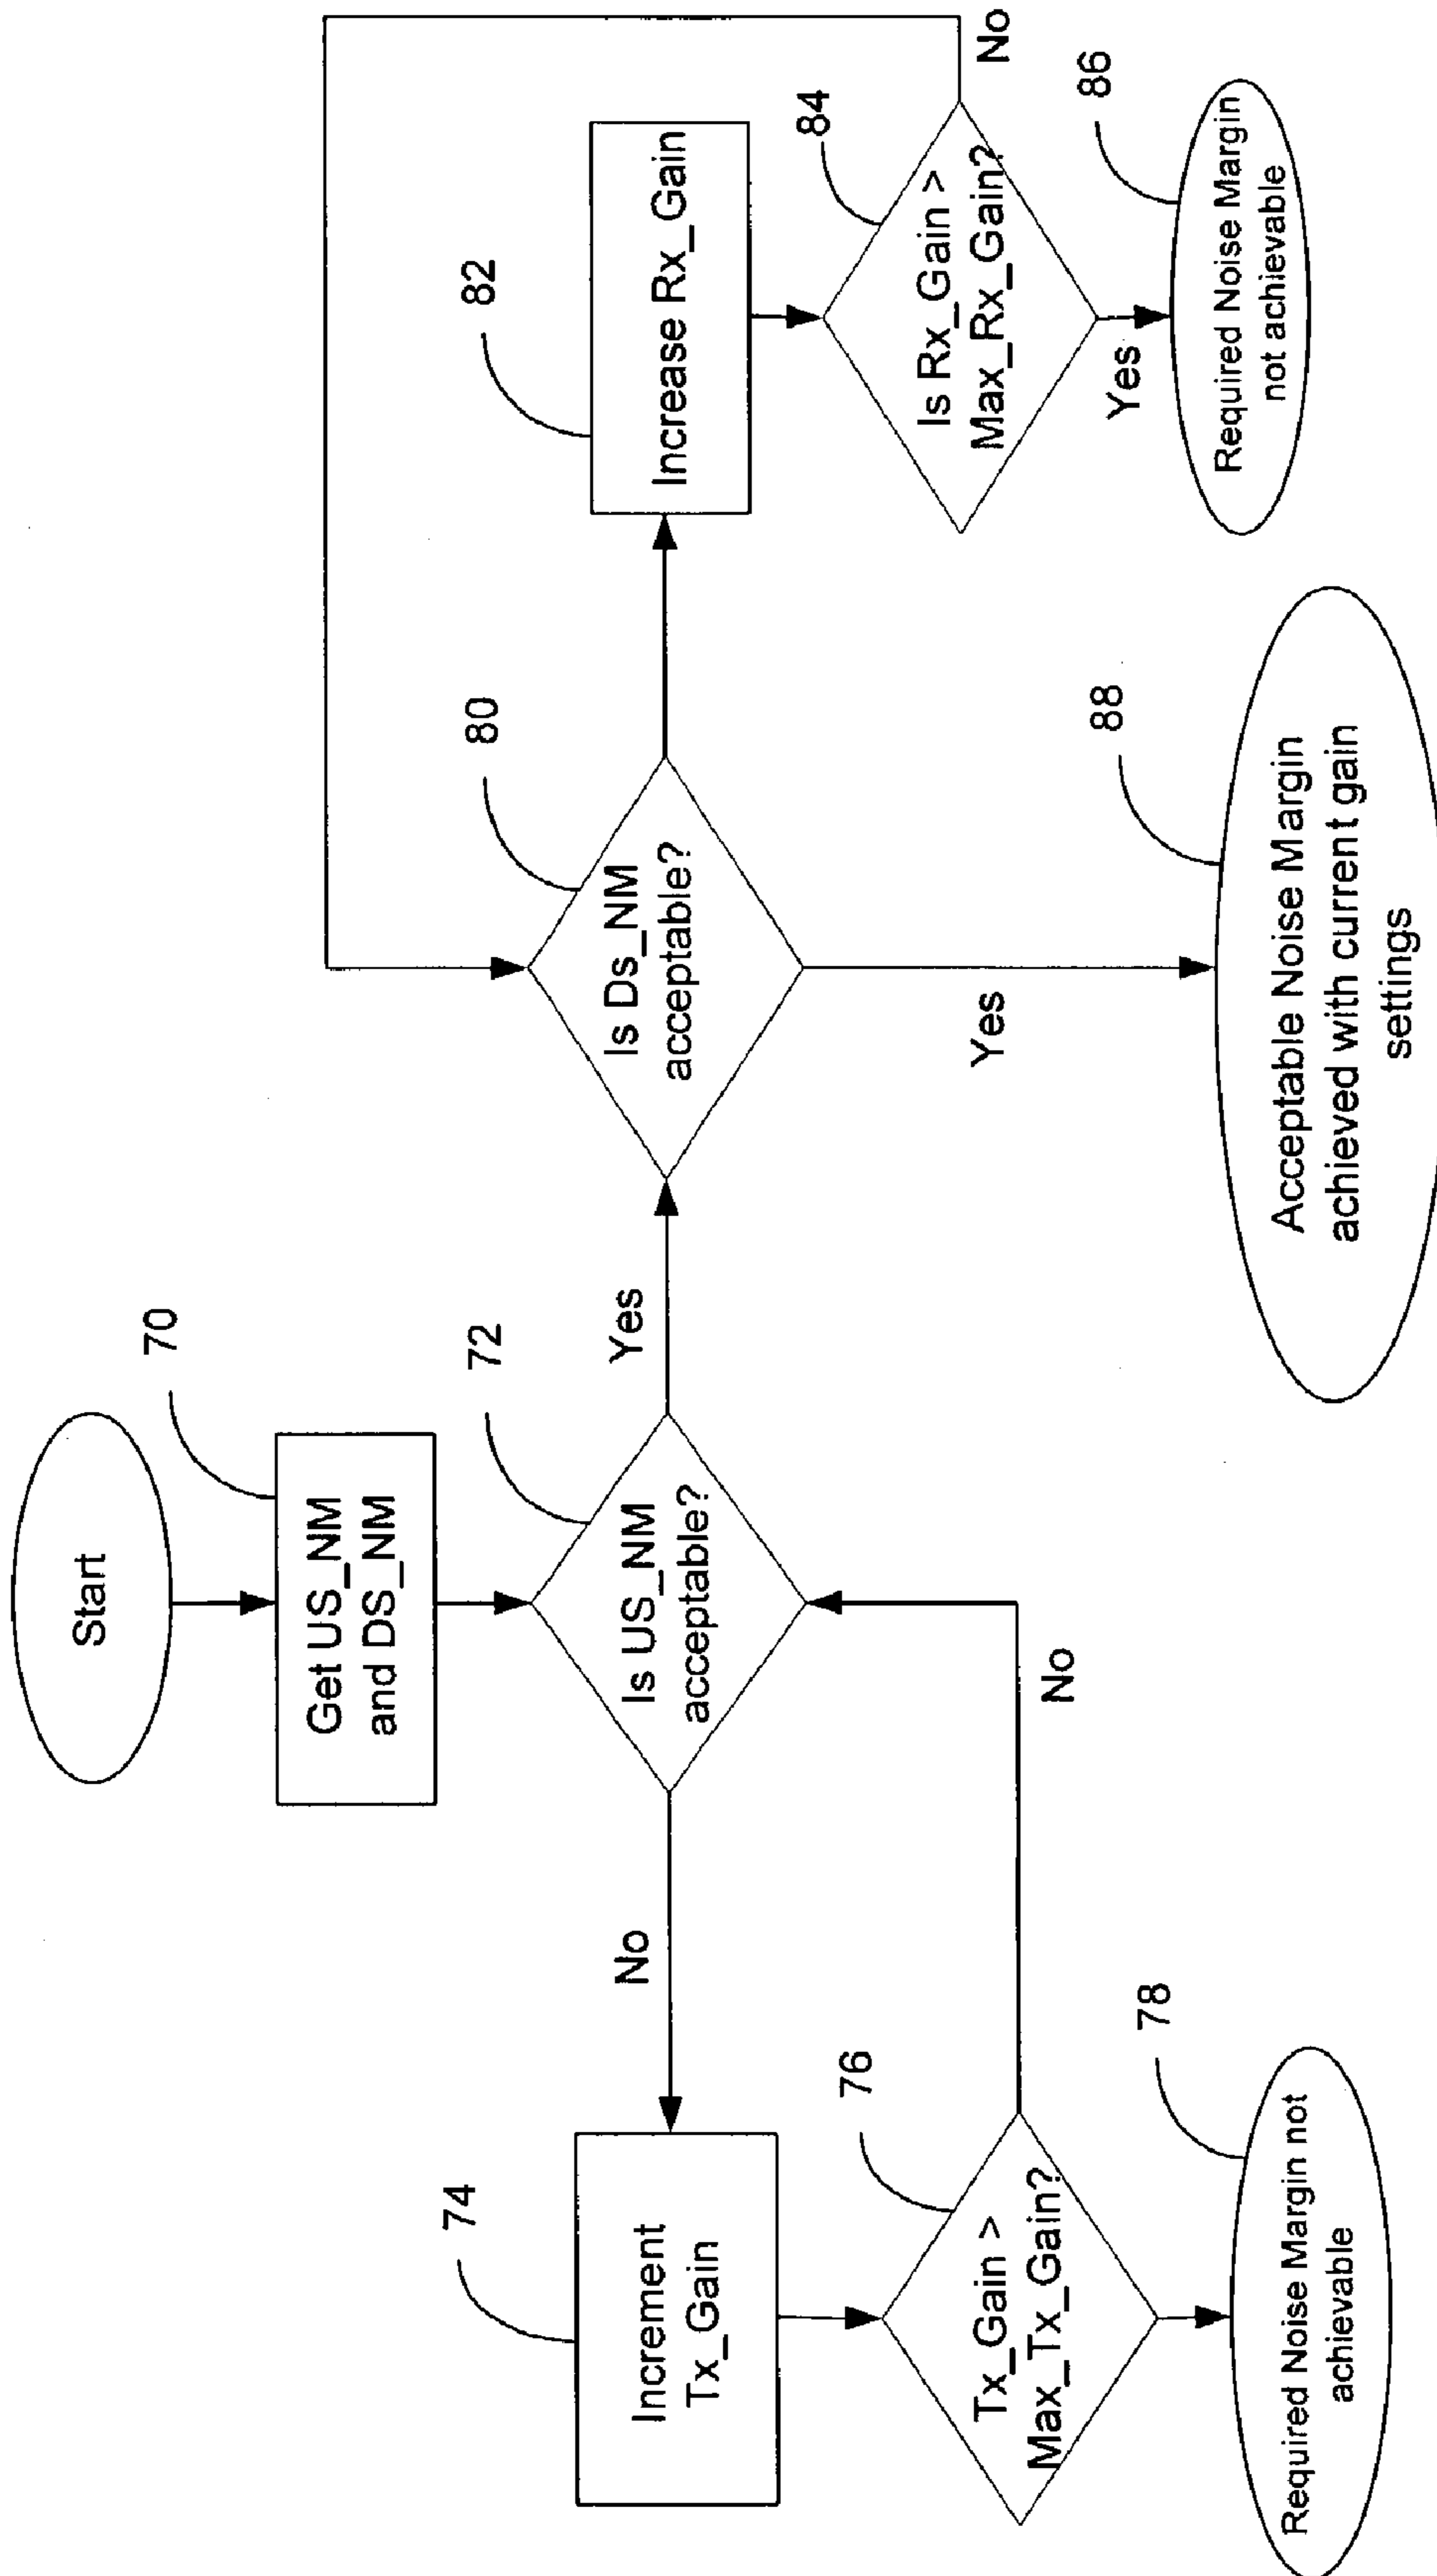 Start
70
Get US_NM
and DS_NM
72
Is US_NM
acceptable?
No
Yes
74
Increment
Tx_Gain
76
Tx_Gain >
Max_Tx_Gain?
No
78
Required Noise Margin not
achievable
80
Is Ds_NM
acceptable?
Yes
82
Increase Rx_Gain
84
Is Rx_Gain >
Max_Rx_Gain?
No
Yes
86
Required Noise Margin
not achievable
88
Acceptable Noise Margin
achieved with current gain
settings